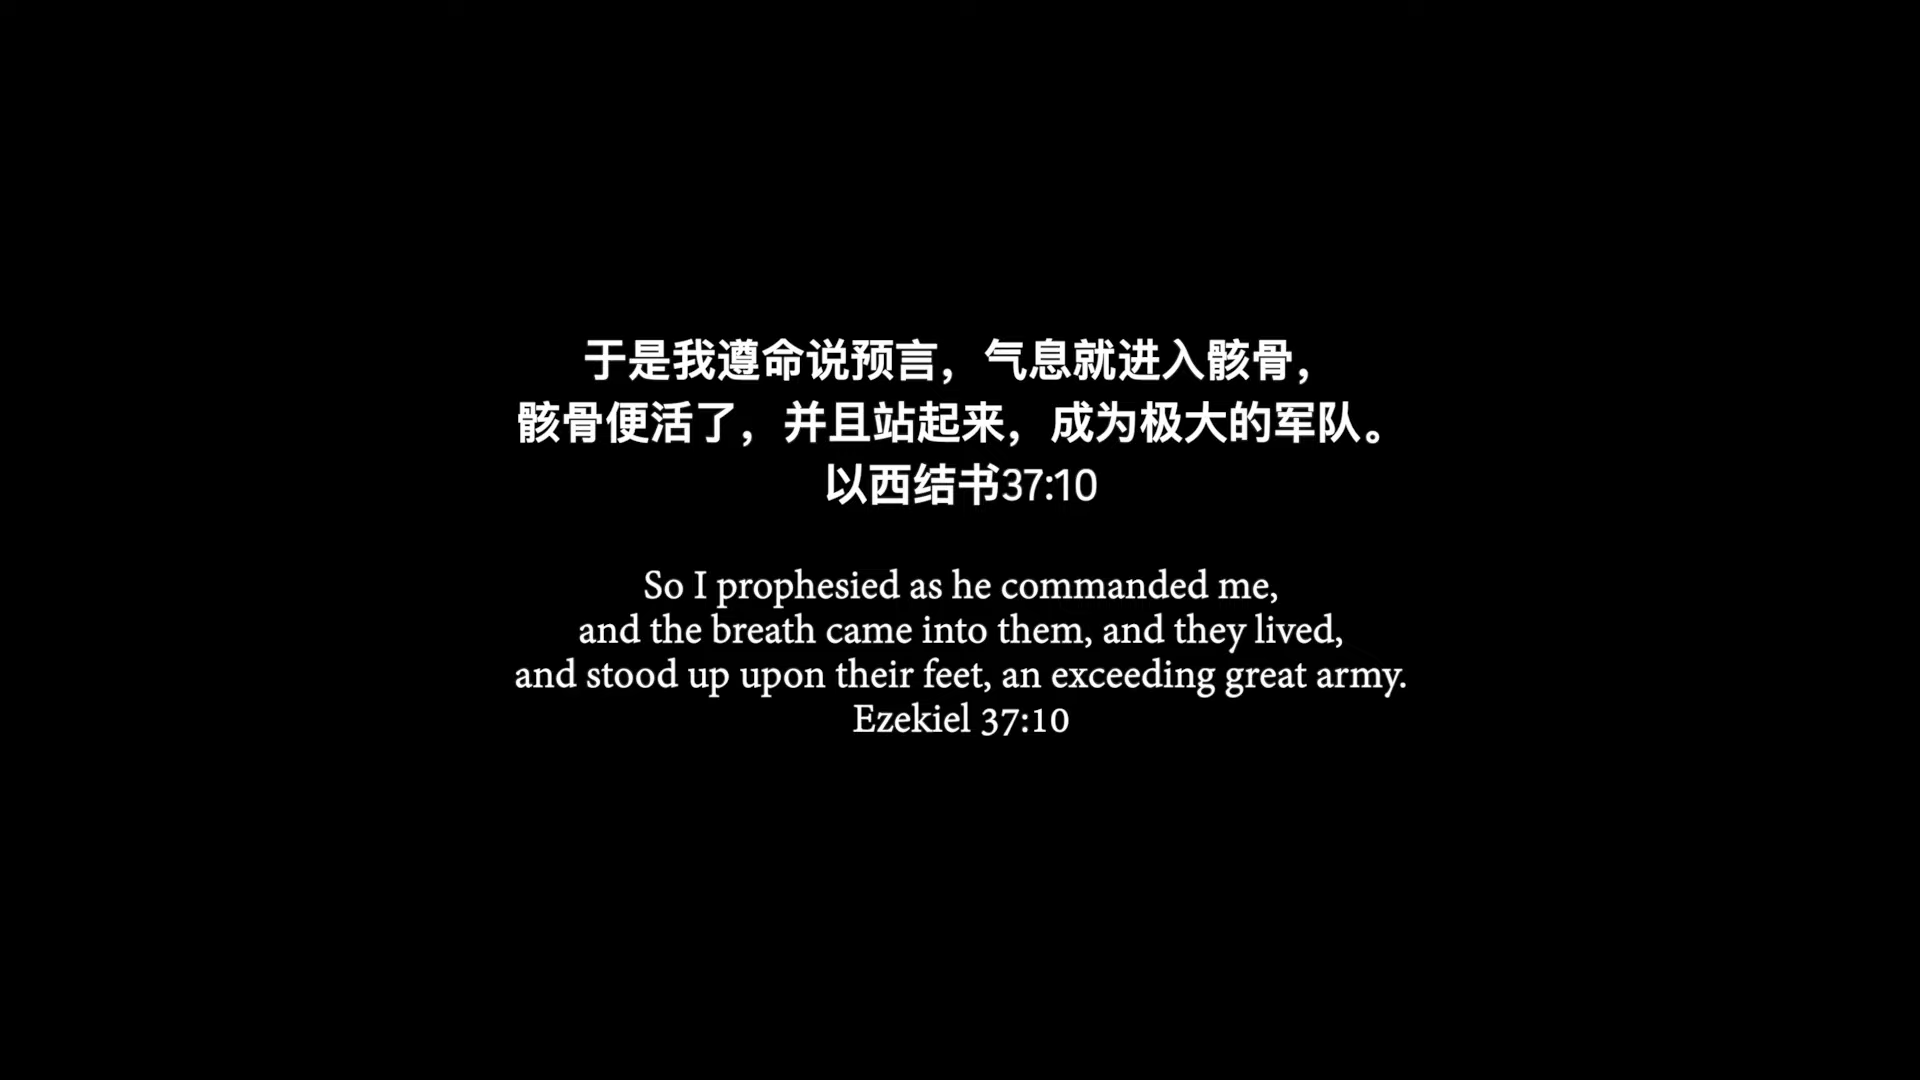 于是我遵命说预言，气息就进入骸骨，
骸骨便活了，并且站起来，成为极大的军队。
以西结书37:10
So I prophesied as he commanded me,
and the breath came into them, and they lived,
and stood up upon their feet, an exceeding great army.
Ezekiel 37:10